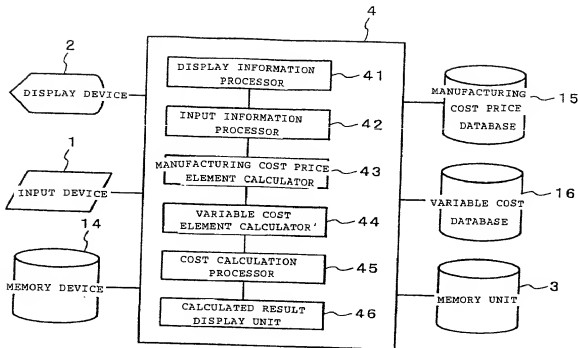 4
2
DISPLAY DEVICE
1
INPUT DEVICE
14
MEMORY DEVICE
DISPLAY INFORMATION
PROCESSOR
41
INPUT INFORMATION
PROCESSOR
42
MANUFACTURING COST PRICE
ELEMENT CALCULATOR
43
VARIABLE COST
ELEMENT CALCULATOR'
44
COST CALCULATION
PROCESSOR
45
CALCULATED RESULT
DISPLAY UNIT
46
MANUFACTURING
COST PRICE
DATABASE
15
VARIABLE COST
DATABASE
16
MEMORY UNIT
3